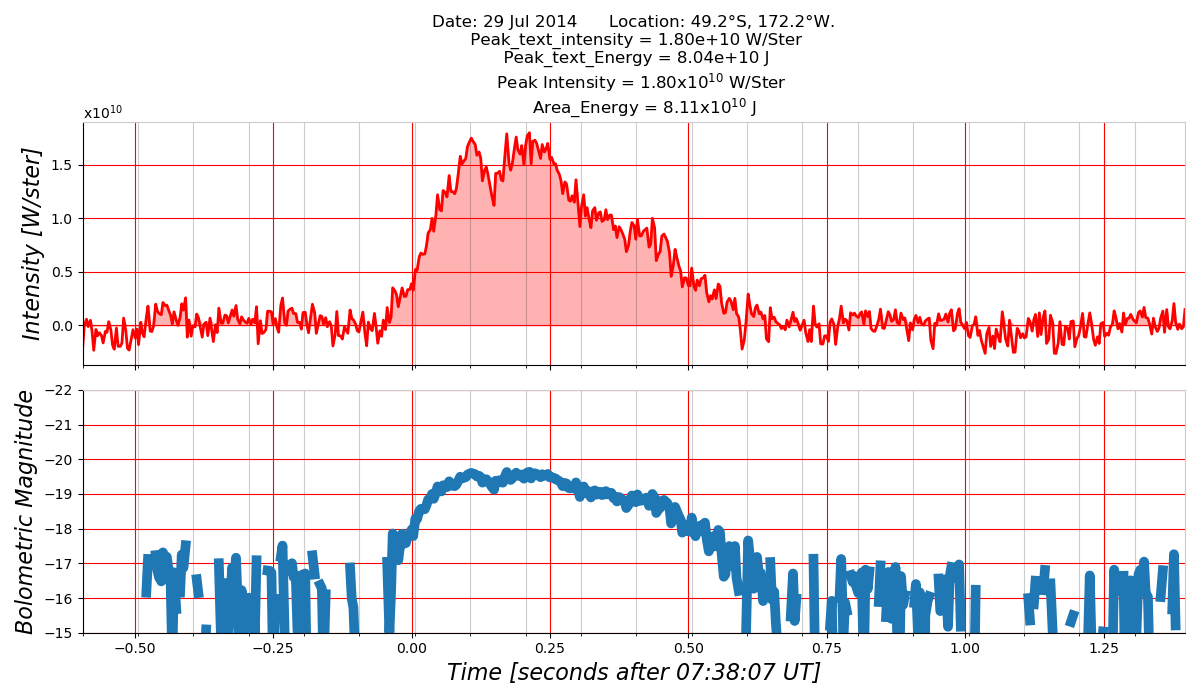 Date: 29 Jul 2014 Location: 49.2°S, 172.2°W.
Peak_text_intensity = 1.80e+10 W/Ster
Peak_text_Energy = 8.04e+10 J
Peak Intensity = 1.80x10¹⁰ W/Ster
Area_Energy = 8.11x10¹⁰ J
x10¹⁰
Intensity [W/ster]
1.5
1.0
0.5
0.0
Bolometric Magnitude
−22
−21
−20
−19
−18
−17
−16
−15
−0.50 −0.25 0.00 0.25 0.50 0.75 1.00 1.25
Time [seconds after 07:38:07 UT]